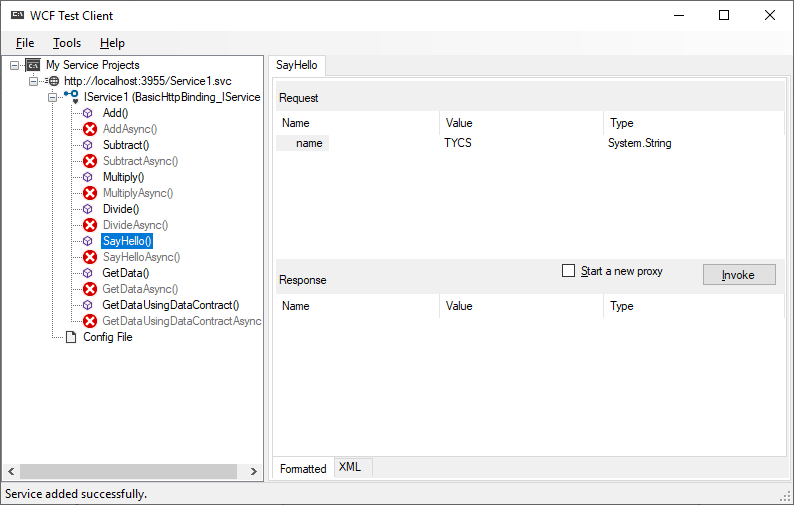 WCF Test Client
File Tools Help
My Service Projects
http://localhost:3955/Service1.svc
IService1 (BasicHttpBinding_IService
Add()
AddAsync()
Subtract()
SubtractAsync()
Multiply()
MultiplyAsync()
Divide()
DivideAsync()
SayHello()
SayHelloAsync()
GetData()
GetDataAsync()
GetDataUsingDataContract()
GetDataUsingDataContractAsync
Config File
SayHello
Request
Name Value Type
name TYCS System.String
Response
Start a new proxy
Invoke
Name Value Type
Formatted XML
Service added successfully.